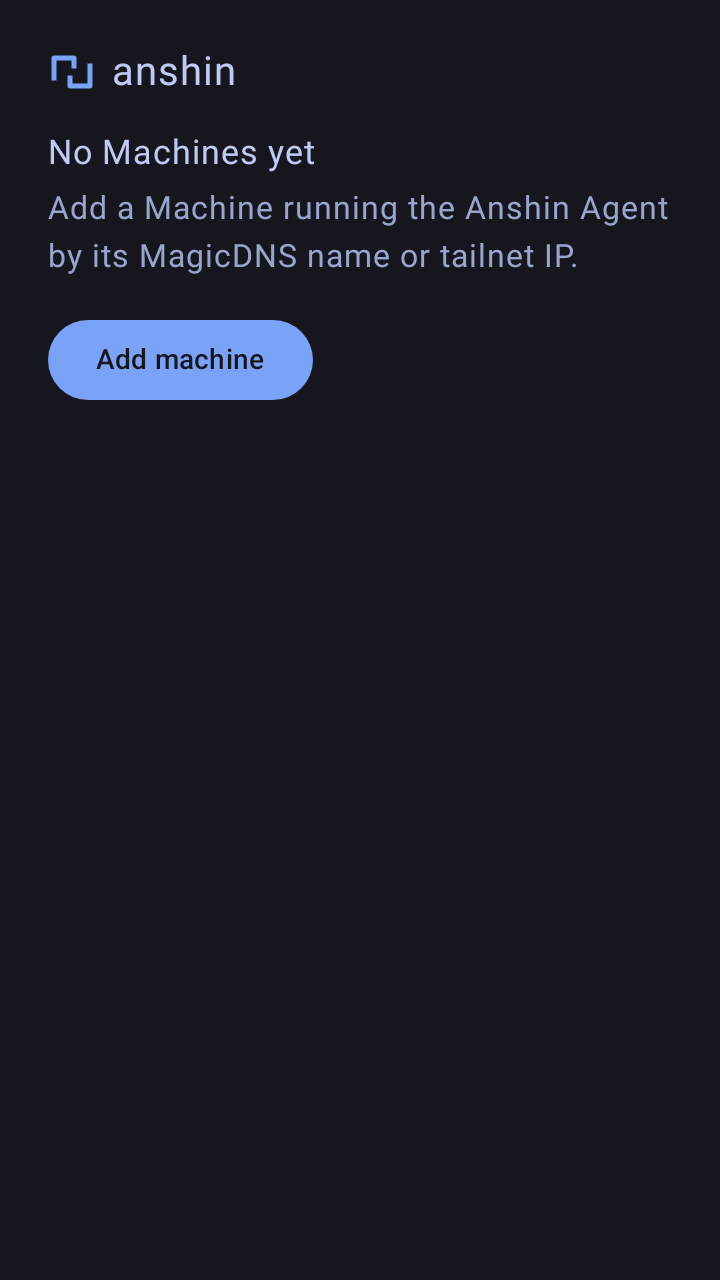 anshin
No Machines yet
Add a Machine running the Anshin Agent
by its MagicDNS name or tailnet IP.
Add machine